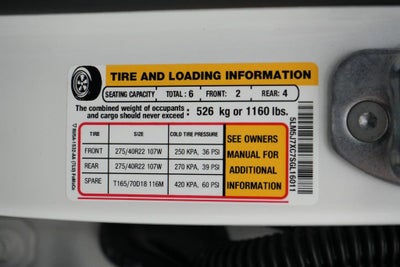 TIRE AND LOADING INFORMATION
SEATING CAPACITY TOTAL: 6 FRONT: 2 REAR: 4
The combined weight of occupants
and cargo should never exceed : 526 kg or 1160 lbs.
TIRE SIZE COLD TIRE PRESSURE
FRONT 275/40R22 107W 250 KPA, 36 PSI
REAR 275/40R22 107W 270 KPA, 39 PSI
SPARE T165/70D18 116M 420 KPA, 60 PSI
SEE OWNERS
MANUAL FOR
ADDITIONAL
INFORMATION
5LM5J7XC7SGL16011